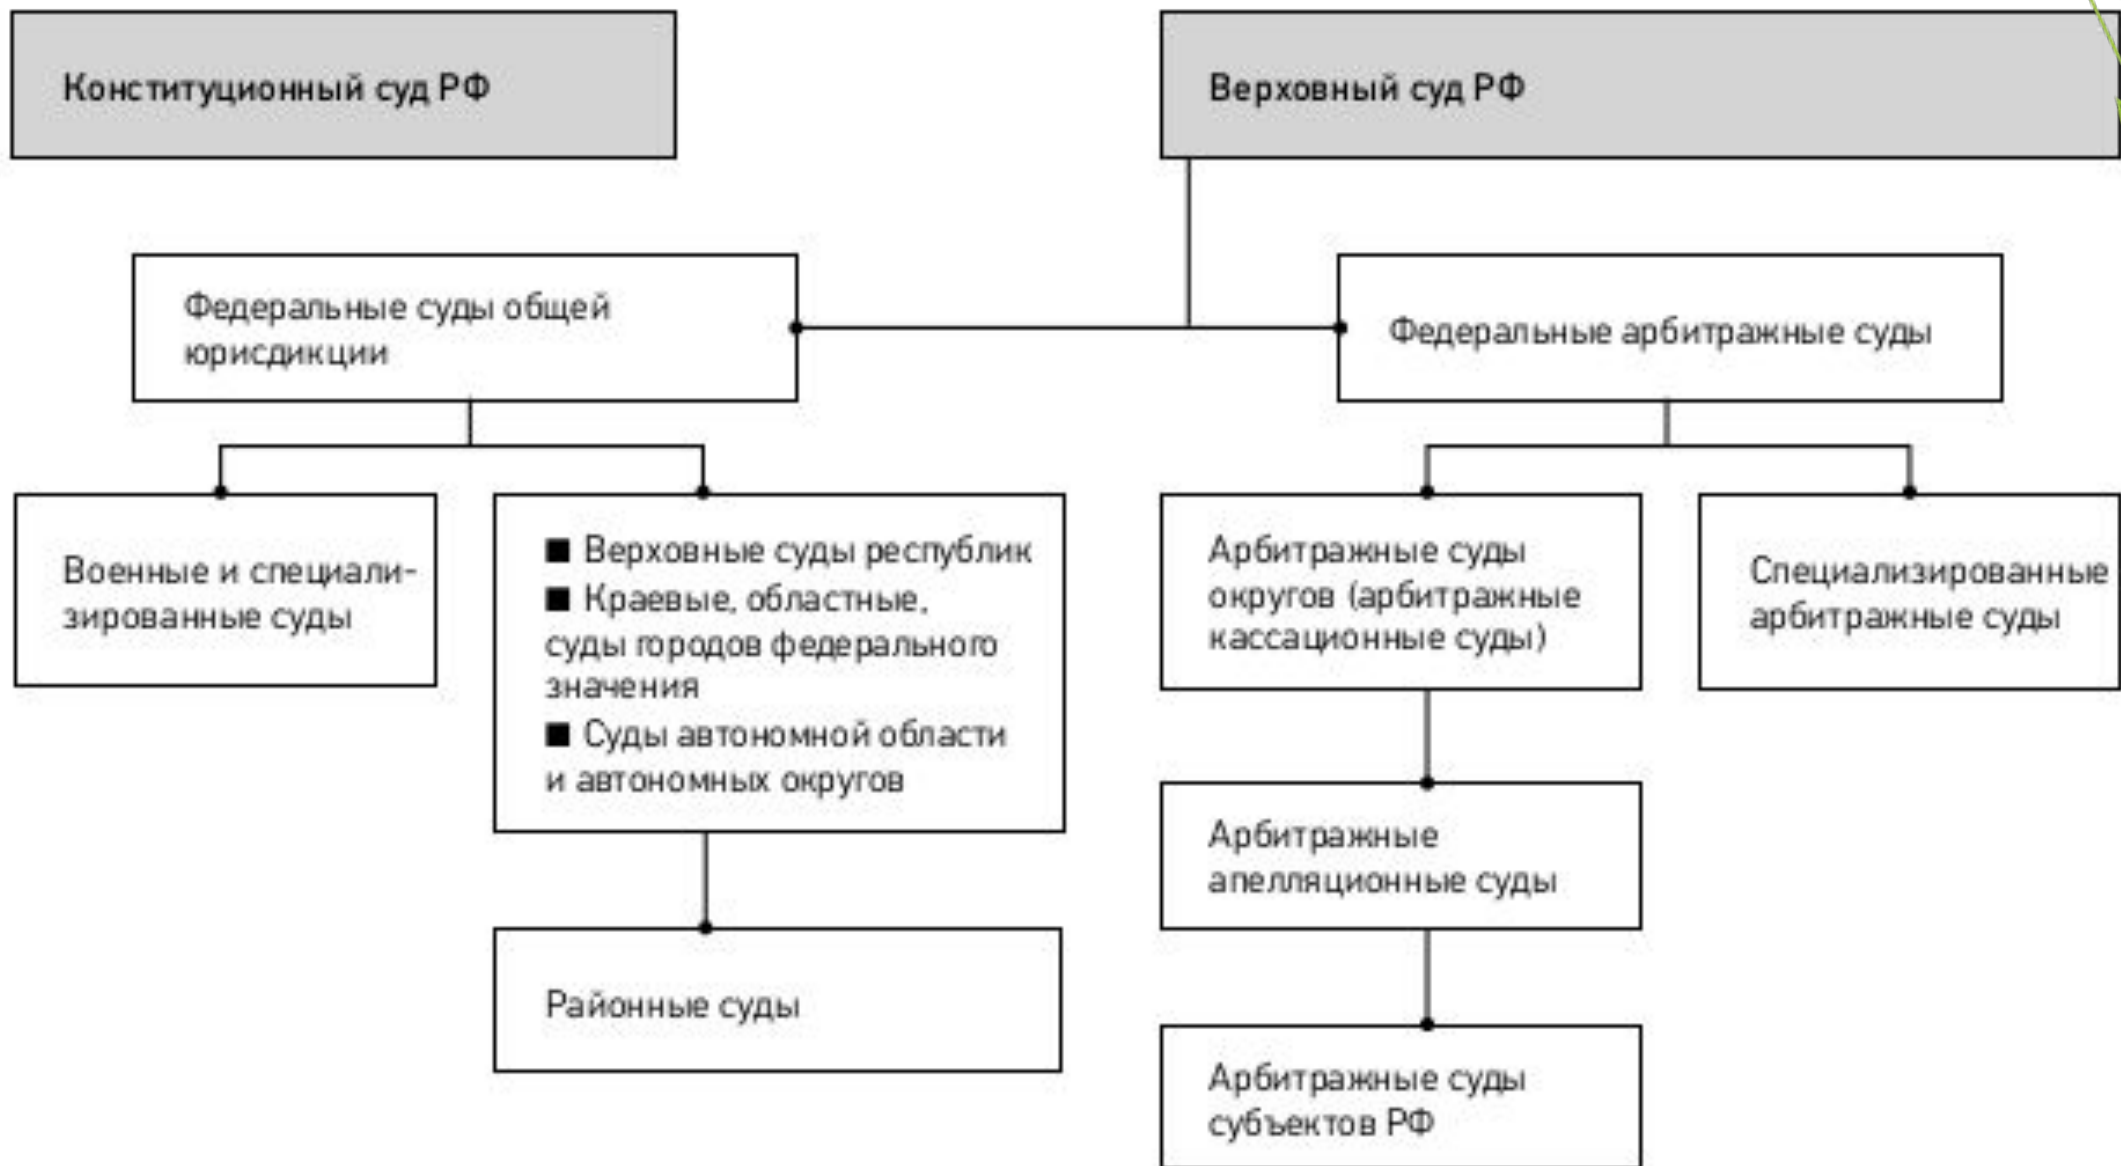 Конституционный суд РФ
Верховный суд РФ
Федеральные суды общей
юрисдикции
Федеральные арбитражные суды
Военные и специали-
зированные суды
■ Верховные суды республик
■ Краевые, областные,
суды городов федерального
значения
■ Суды автономной области
и автономных округов
Арбитражные суды
округов (арбитражные
кассационные суды)
Специализированные
арбитражные суды
Арбитражные
апелляционные суды
Районные суды
Арбитражные суды
субъектов РФ